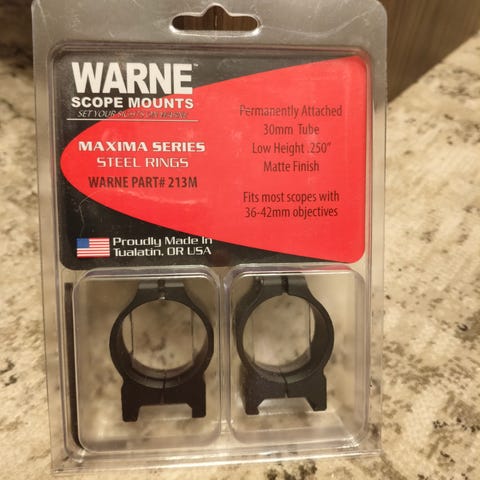 WARNE™
SCOPE MOUNTS
SET YOUR SIGHTS ON WARNE
MAXIMA SERIES
STEEL RINGS
WARNE PART# 213M
Permanently Attached
30mm Tube
Low Height .250"
Matte Finish
Fits most scopes with
36-42mm objectives
Proudly Made In
Tualatin, OR USA